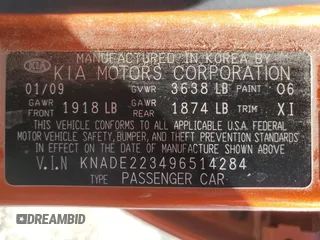 MANUFACTURED IN KOREA BY
KIA KIA MOTORS CORPORATION
01/09 GVWR 3638 LB PAINT 06
GAWR FRONT 1918 LB GAWR REAR 1874 LB TRIM XI
THIS VEHICLE CONFORMS TO ALL APPLICABLE U.S.A. FEDERAL
MOTOR VEHICLE SAFETY, BUMPER, AND THEFT PREVENTION STANDARDS
IN EFFECT ON THE DATE OF MANUFACTURE SHOWN ABOVE.
V.I.N KNADE223496514284
TYPE PASSENGER CAR
DREAMBID